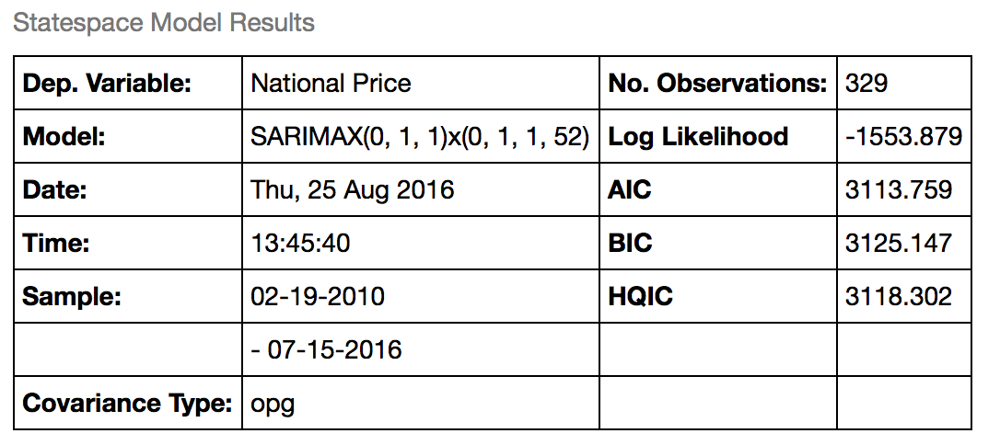 Statespace Model Results
Dep. Variable: National Price No. Observations: 329
Model: SARIMAX(0, 1, 1)x(0, 1, 1, 52) Log Likelihood -1553.879
Date: Thu, 25 Aug 2016 AIC 3113.759
Time: 13:45:40 BIC 3125.147
Sample: 02-19-2010 HQIC 3118.302
- 07-15-2016
Covariance Type: opg